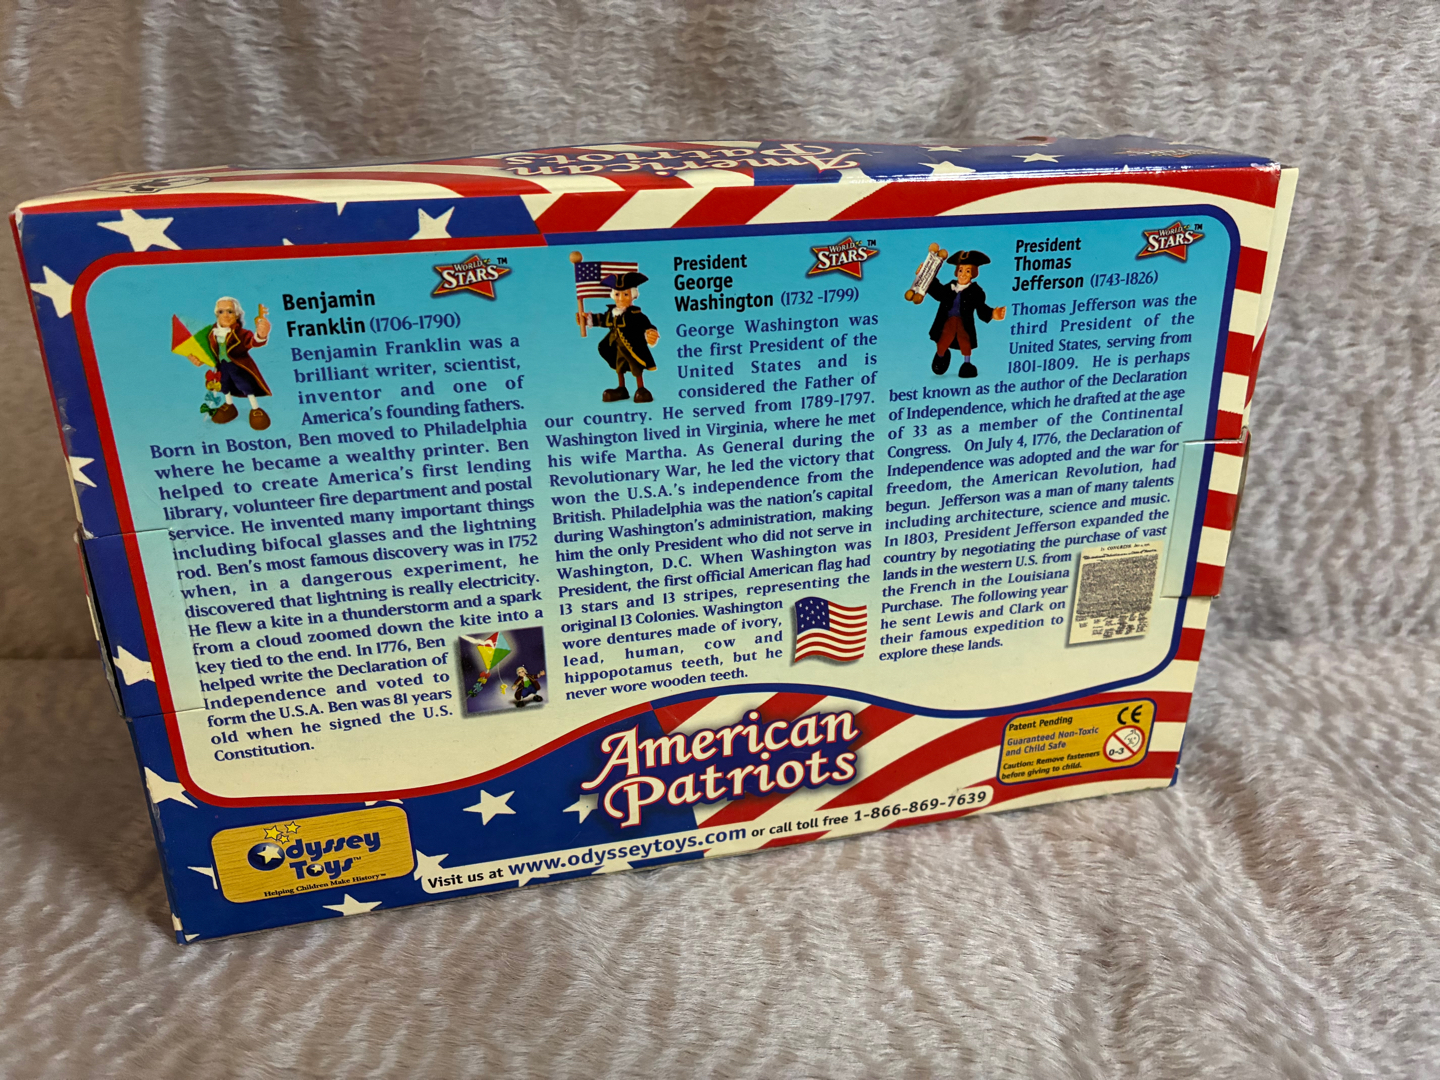 American
Patriots
WORLD OF
STARS™
Benjamin
Franklin (1706-1790)
Benjamin Franklin was a
brilliant writer, scientist,
inventor and one of
America's founding fathers.
Born in Boston, Ben moved to Philadelphia
where he became a wealthy printer. Ben
helped to create America's first lending
library, volunteer fire department and postal
service. He invented many important things
including bifocal glasses and the lightning
rod. Ben's most famous discovery was in 1752
when, in a dangerous experiment, he
discovered that lightning is really electricity.
He flew a kite in a thunderstorm and a spark
from a cloud zoomed down the kite into a
key tied to the end. In 1776, Ben
helped write the Declaration of
Independence and voted to
form the U.S.A. Ben was 81 years
old when he signed the U.S.
Constitution.
WORLD OF
STARS™
President
George
Washington (1732 -1799)
George Washington was
the first President of the
United States and is
considered the Father of
our country. He served from 1789-1797.
Washington lived in Virginia, where he met
his wife Martha. As General during the
Revolutionary War, he led the victory that
won the U.S.A.'s independence from the
British. Philadelphia was the nation's capital
during Washington's administration, making
him the only President who did not serve in
Washington, D.C. When Washington was
President, the first official American flag had
13 stars and 13 stripes, representing the
original 13 Colonies. Washington
wore dentures made of ivory,
lead, human, cow and
hippopotamus teeth, but he
never wore wooden teeth.
WORLD OF
STARS™
President
Thomas
Jefferson (1743-1826)
Thomas Jefferson was the
third President of the
United States, serving from
1801-1809. He is perhaps
best known as the author of the Declaration
of Independence, which he drafted at the age
of 33 as a member of the Continental
Congress. On July 4, 1776, the Declaration of
Independence was adopted and the war for
freedom, the American Revolution, had
begun. Jefferson was a man of many talents
including architecture, science and music.
In 1803, President Jefferson expanded the
country by negotiating the purchase of vast
lands in the western U.S. from
the French in the Louisiana
Purchase. The following year
he sent Lewis and Clark on
their famous expedition to
explore these lands.
American
Patriots
Patent Pending
Guaranteed Non-Toxic
and Child Safe
Caution: Remove fasteners
before giving to child.
CE
0-3
Odyssey
Toys™
Helping Children Make History™
Visit us at www.odysseytoys.com or call toll free 1-866-869-7639